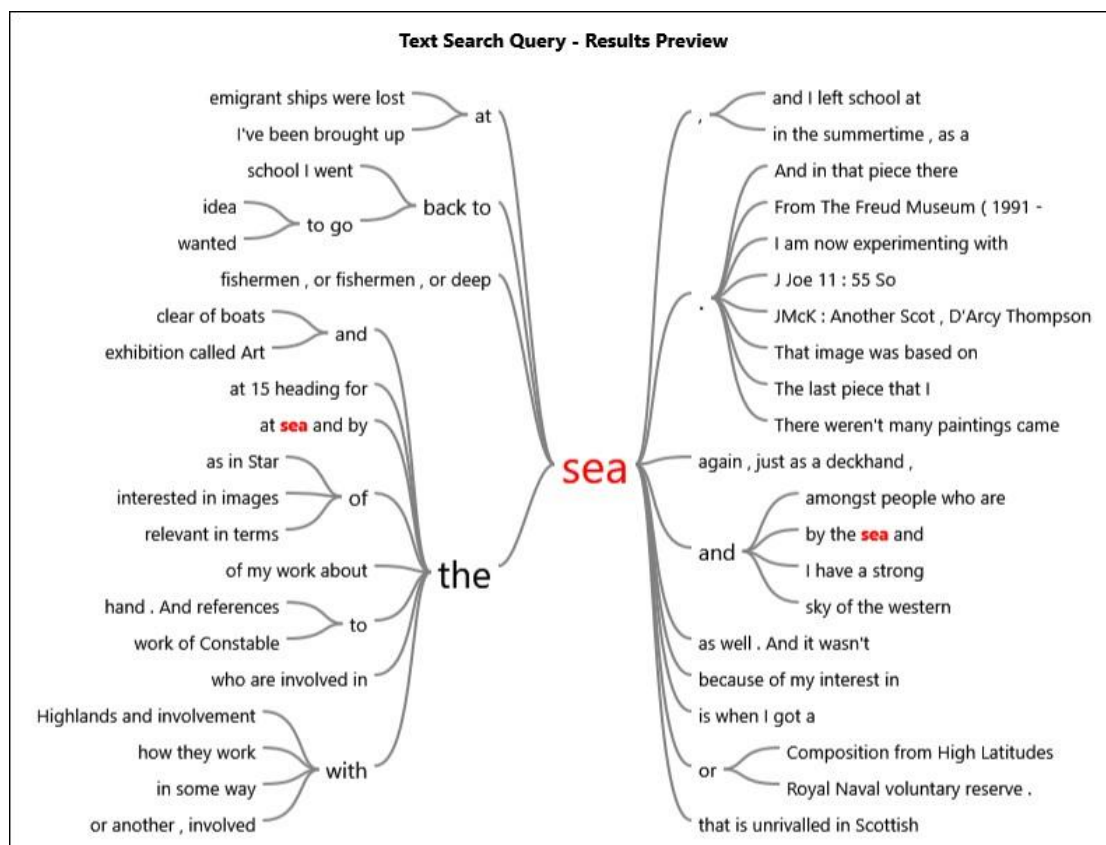 Text Search Query - Results Preview
emigrant ships were lost
I've been brought up
at
school I went
idea
wanted
to go
back to
fishermen , or fishermen , or deep
clear of boats
exhibition called Art
and
at 15 heading for
at sea and by
as in Star
interested in images
relevant in terms
of
of my work about
hand . And references
work of Constable
to
who are involved in
Highlands and involvement
how they work
in some way
or another , involved
with
the
sea
,
and I left school at
in the summertime , as a
.
And in that piece there
From The Freud Museum ( 1991 -
I am now experimenting with
J Joe 11 : 55 So
JMcK : Another Scot , D'Arcy Thompson
That image was based on
The last piece that I
There weren't many paintings came
again , just as a deckhand ,
and
amongst people who are
by the sea and
I have a strong
sky of the western
as well . And it wasn't
because of my interest in
is when I got a
or
Composition from High Latitudes
Royal Naval voluntary reserve .
that is unrivalled in Scottish